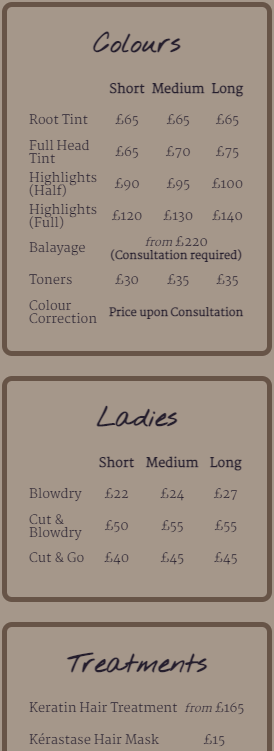 Colours
Short Medium Long
Root Tint £65 £65 £65
Full Head
Tint £65 £70 £75
Highlights
(Half) £90 £95 £100
Highlights
(Full) £120 £130 £140
Balayage from £220
(Consultation required)
Toners £30 £35 £35
Colour
Correction Price upon Consultation
Ladies
Short Medium Long
Blowdry £22 £24 £27
Cut &
Blowdry £50 £55 £55
Cut & Go £40 £45 £45
Treatments
Keratin Hair Treatment from £165
Kérastase Hair Mask £15